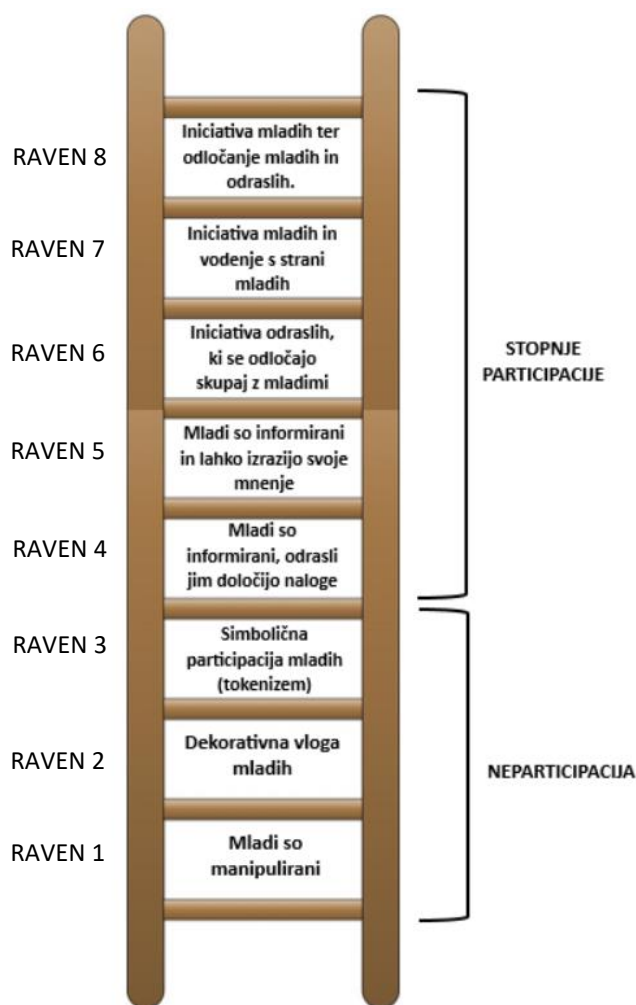 RAVEN 8
Iniciativa mladih ter
odločanje mladih in
odraslih.
RAVEN 7
Iniciativa mladih in
vodenje s strani
mladih
RAVEN 6
Iniciativa odraslih,
ki se odločajo
skupaj z mladimi
STOPNJE
PARTICIPACIJE
RAVEN 5
Mladi so informirani
in lahko izrazijo svoje
mnenje
RAVEN 4
Mladi so
informirani, odrasli
jim določijo naloge
RAVEN 3
Simbolična
participacija mladih
(tokenizem)
RAVEN 2
Dekorativna vloga
mladih
NEPARTICIPACIJA
RAVEN 1
Mladi so
manipulirani